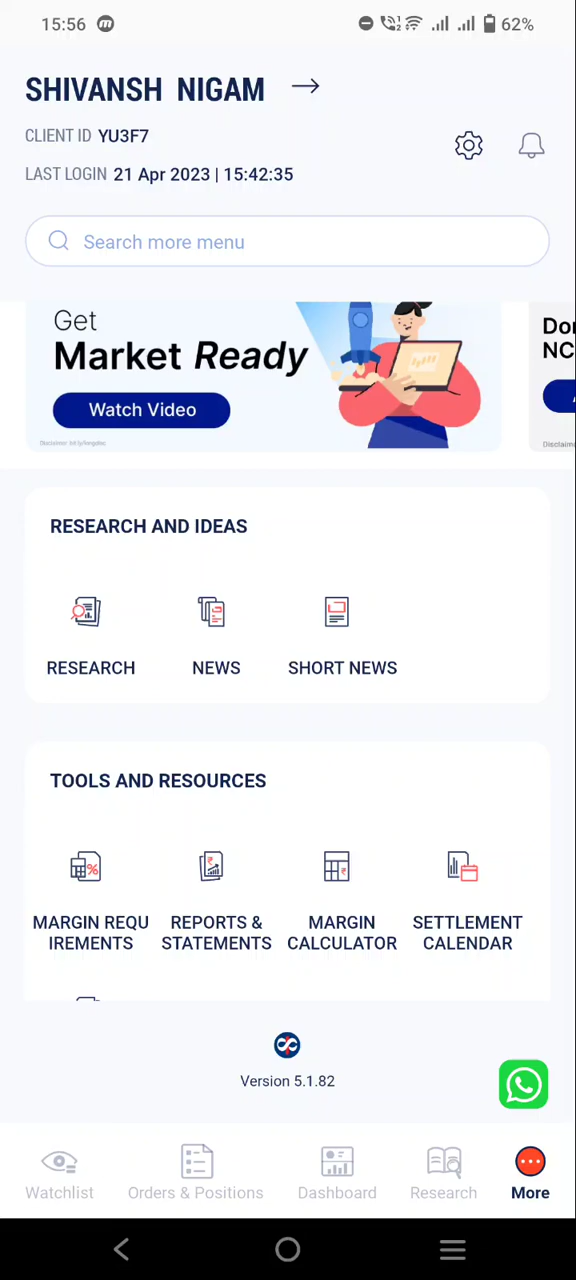 15:56 62%
SHIVANSH NIGAM
CLIENT ID YU3F7
LAST LOGIN 21 Apr 2023 | 15:42:35
Search more menu
Get
Market Ready
Watch Video
Dor
NC
RESEARCH AND IDEAS
RESEARCH NEWS SHORT NEWS
TOOLS AND RESOURCES
MARGIN REQU REPORTS & MARGIN SETTLEMENT
IREMENTS STATEMENTS CALCULATOR CALENDAR
Version 5.1.82
Watchlist Orders & Positions Dashboard Research More